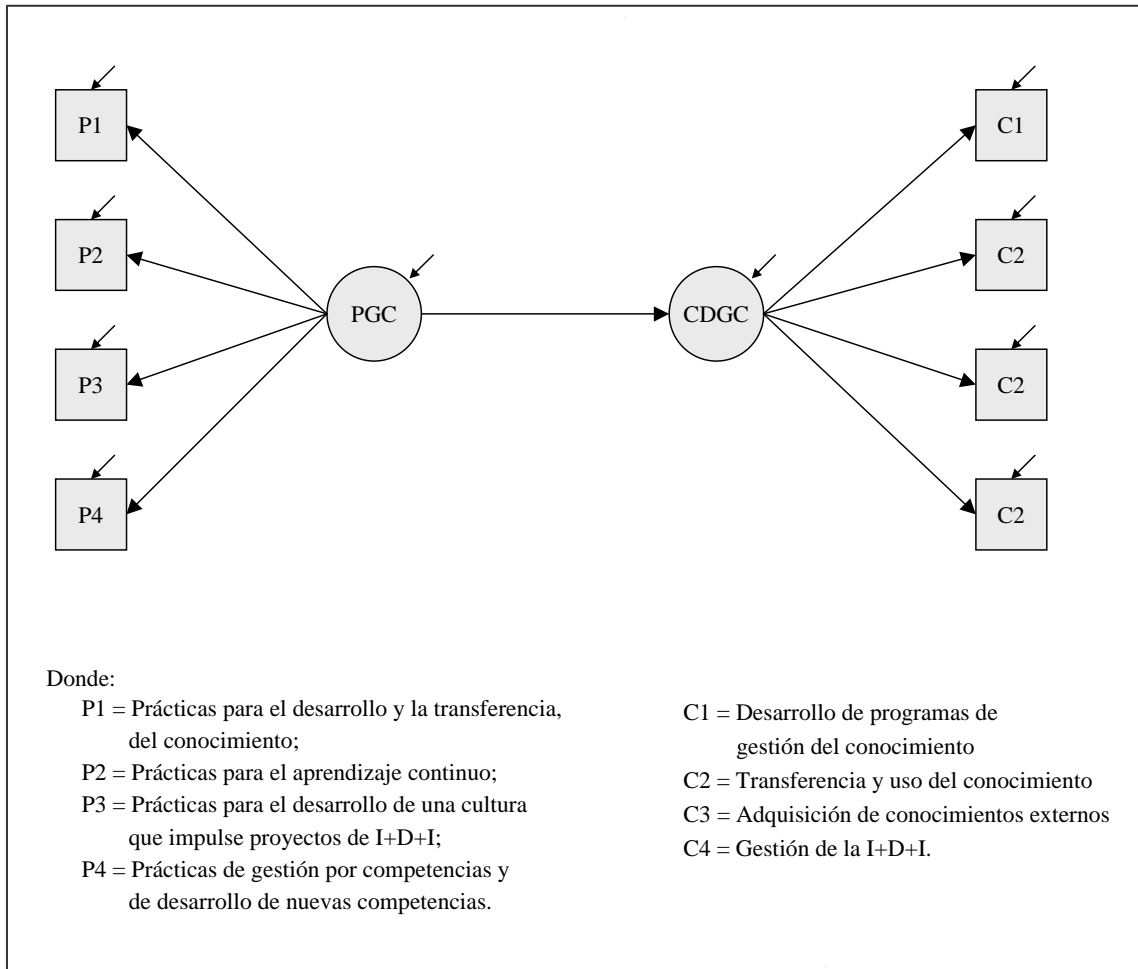 P1
P2
P3
P4
PGC
CDGC
C1
C2
C2
C2
Donde:
P1 = Prácticas para el desarrollo y la transferencia,
del conocimiento;
P2 = Prácticas para el aprendizaje continuo;
P3 = Prácticas para el desarrollo de una cultura
que impulse proyectos de I+D+I;
P4 = Prácticas de gestión por competencias y
de desarrollo de nuevas competencias.
C1 = Desarrollo de programas de
gestión del conocimiento
C2 = Transferencia y uso del conocimiento
C3 = Adquisición de conocimientos externos
C4 = Gestión de la I+D+I.